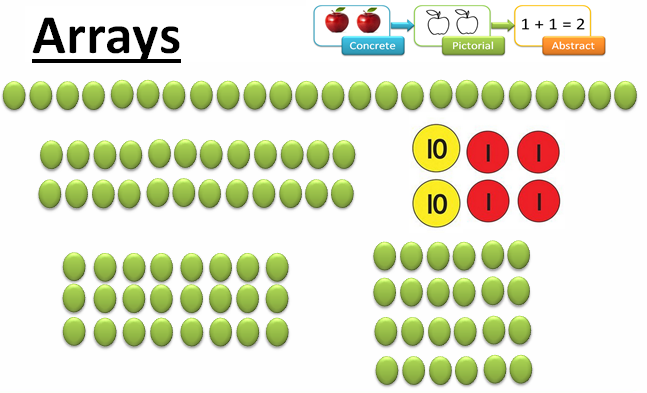 Arrays
1 + 1 = 2
Concrete
Pictorial
Abstract
10 1 1
10 1 1